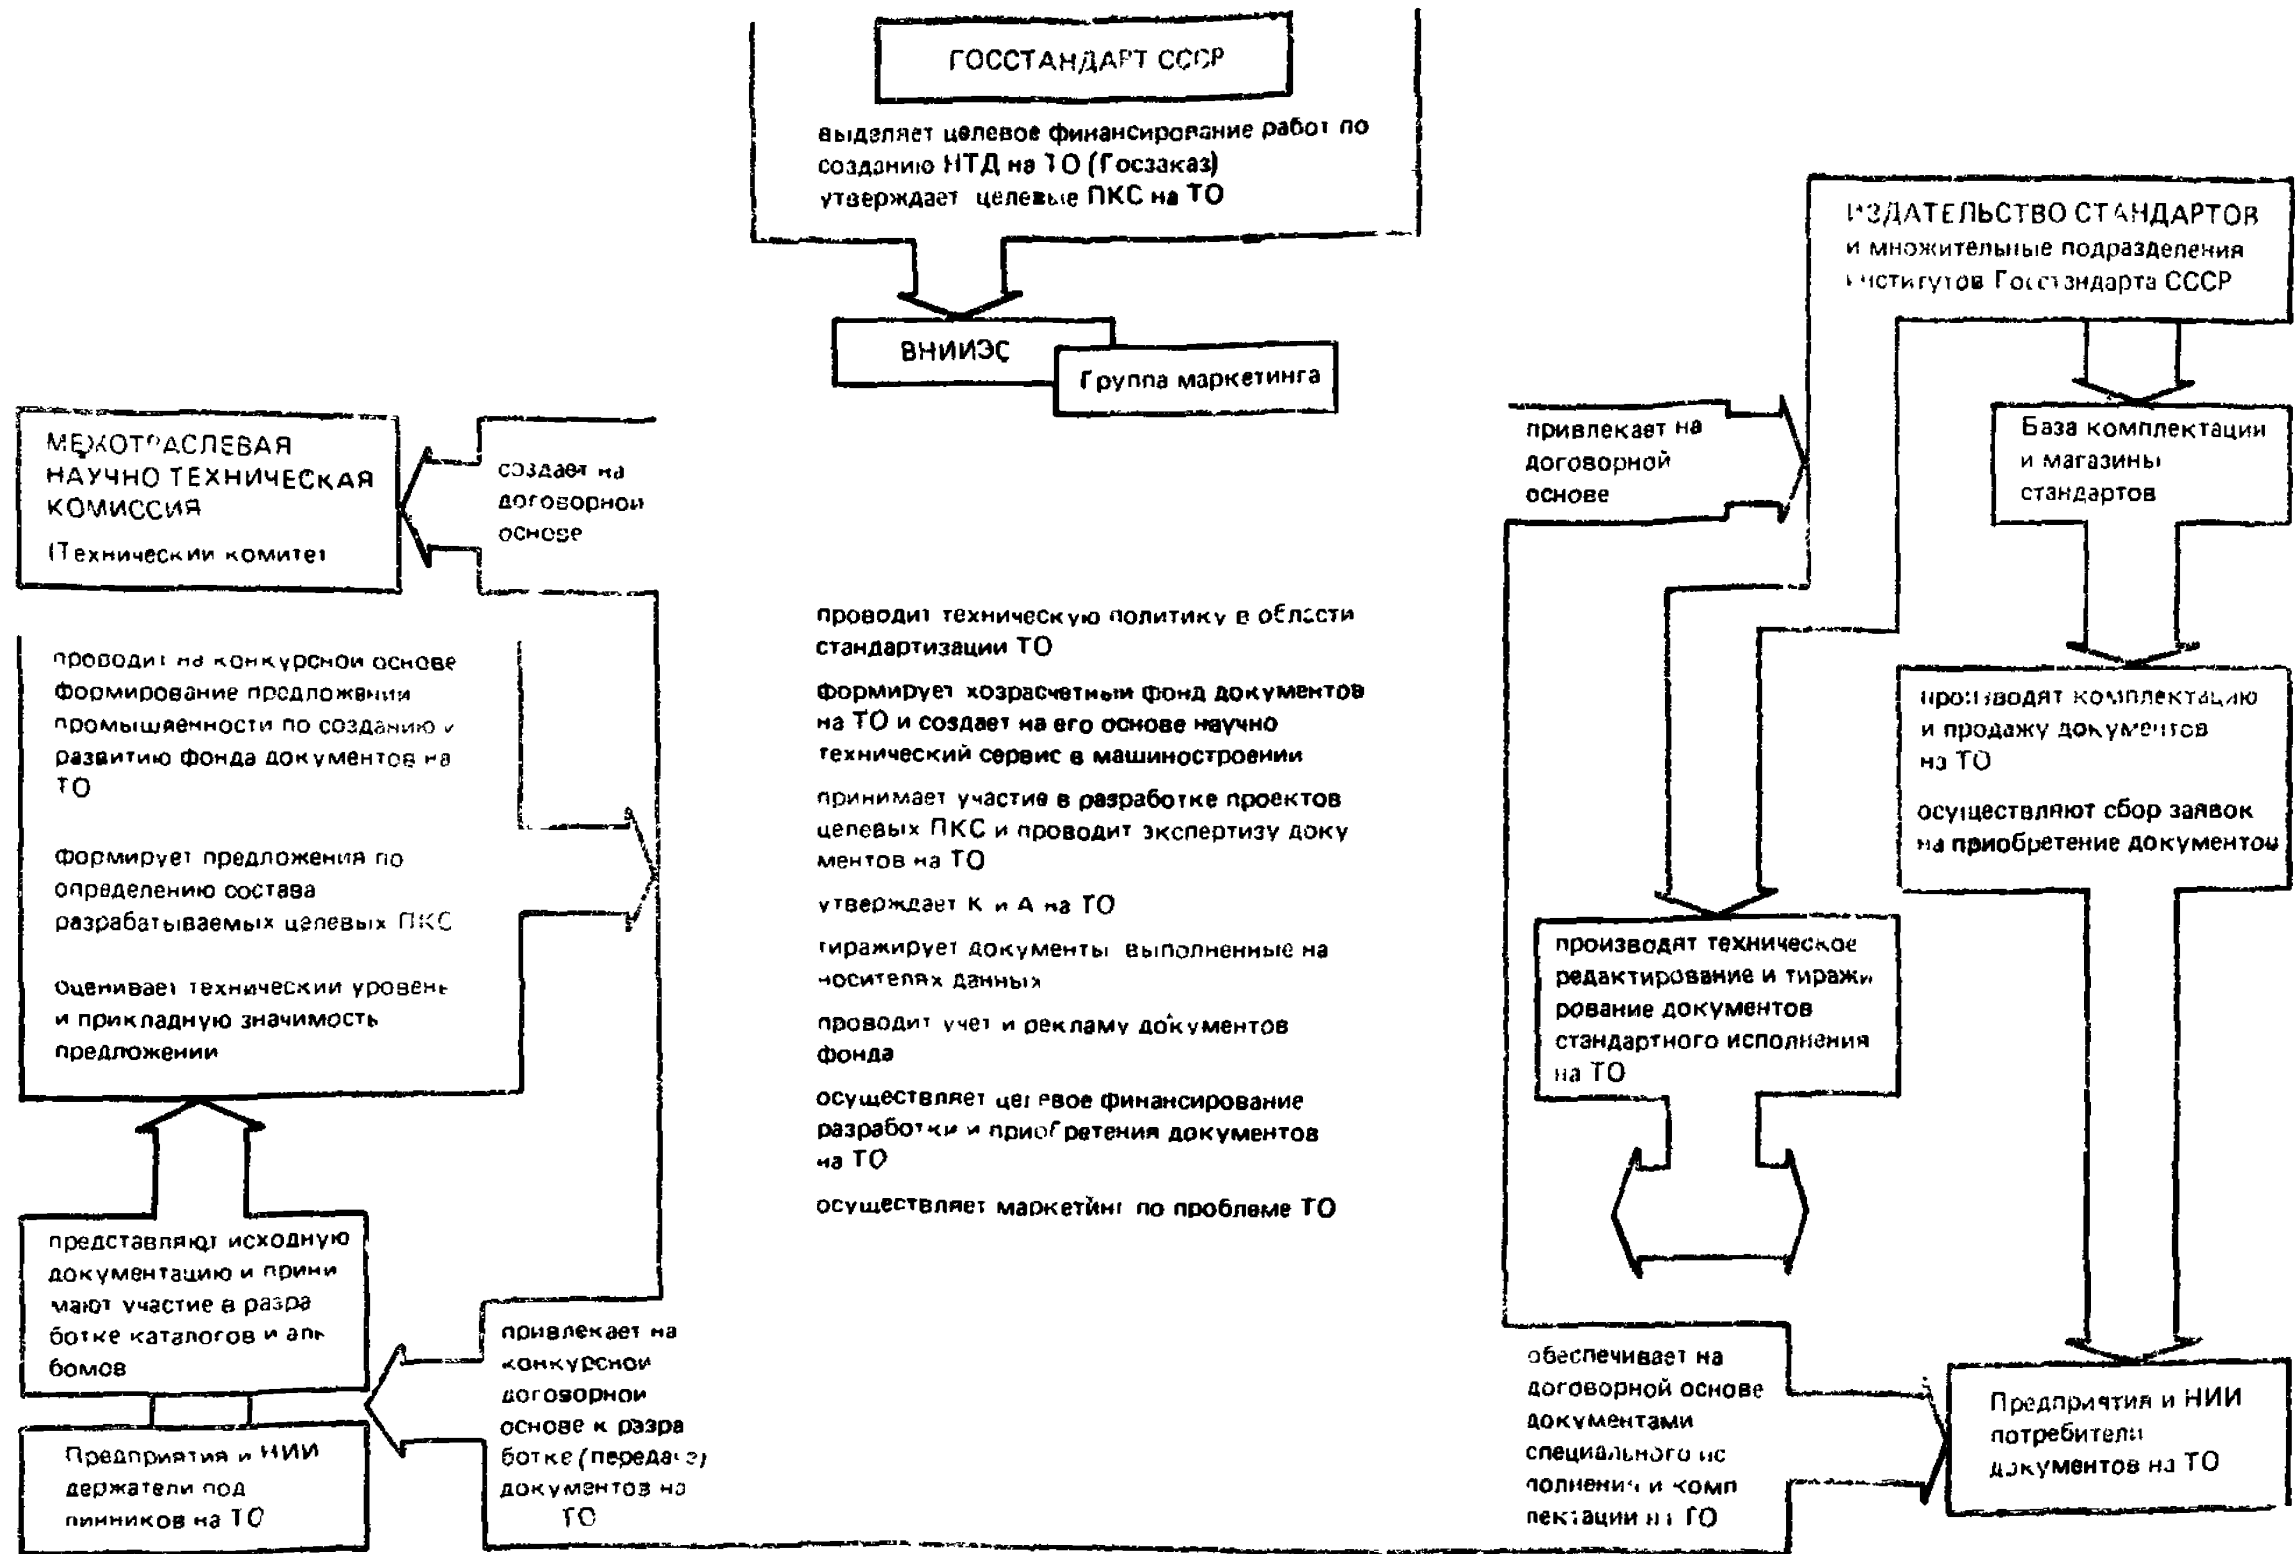 ГОССТАНДАРТ СССР
выделяет целевое финансирование работ по
созданию НТД на ТО (Госзаказ)
утверждает целевые ПКС на ТО
ВНИИЭС
Группа маркетинга
ИЗДАТЕЛЬСТВО СТАНДАРТОВ
и множительные подразделения
институтов Госстандарта СССР
МЕЖОТРАСЛЕВАЯ
НАУЧНО ТЕХНИЧЕСКАЯ
КОМИССИЯ
(Технический комитет
создает на
договорной
основе
привлекает на
договорной
основе
База комплектации
и магазины
стандартов
проводит на конкурсной основе
формирование предложений
промышленности по созданию и
развитию фонда документов на
ТО
формирует предложения по
определению состава
разрабатываемых целевых ПКС
оценивает технический уровень
и прикладную значимость
предложений
проводит техническую политику в области
стандартизации ТО
формирует хозрасчетный фонд документов
на ТО и создает на его основе научно
технический сервис в машиностроении
принимает участие в разработке проектов
целевых ПКС и проводит экспертизу доку
ментов на ТО
утверждает К и А на ТО
тиражирует документы выполненные на
носителях данных
проводит учет и рекламу документов
фонда
осуществляет целевое финансирование
разработки и приобретения документов
на ТО
осуществляет маркетинг по проблеме ТО
производят комплектацию
и продажу документов
на ТО
осуществляют сбор заявок
на приобретение документов
производят техническое
редактирование и тиражи
рование документов
стандартного исполнения
на ТО
представляют исходную
документацию и прини
мают участие в разра
ботке каталогов и аль
бомов
Предприятия и НИИ
держатели под
линников на ТО
привлекает на
конкурсной
договорной
основе к разра
ботке (передаче)
документов на
ТО
обеспечивает на
договорной основе
документами
специального ис
полнения и комп
лектации на ТО
Предприятия и НИИ
потребители
документов на ТО